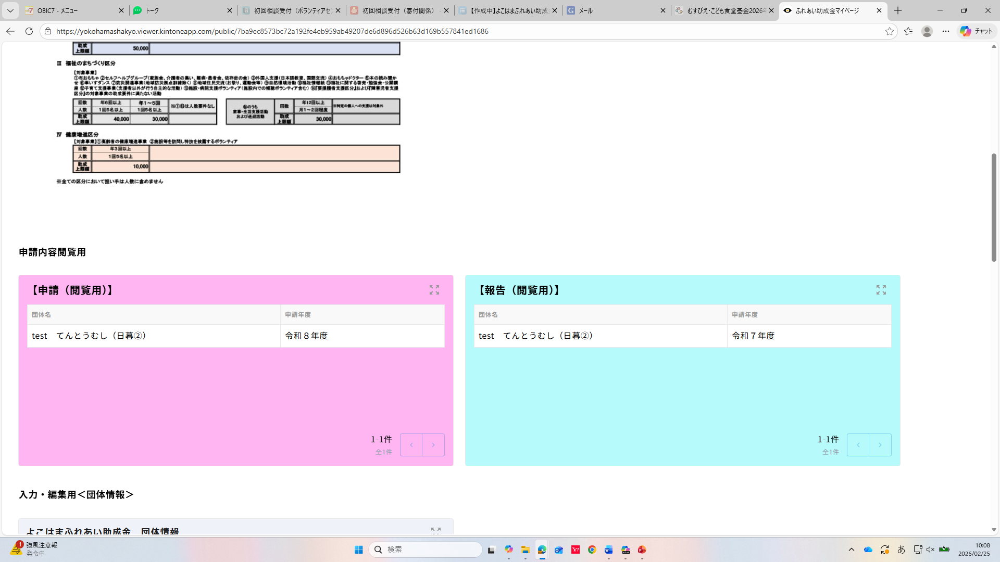 OBIC7 - メニュー
トーク
初回相談受付（ボランティアセン
初回相談受付（寄付関係） -
【作成中】よこはまふれあい助成
メール
むすびえ・こども食堂基金2026年
ふれあい助成金マイページ
https://yokohamashakyo.viewer.kintoneapp.com/public/7ba9ec8573bc72a192fe4eb959ab49207de6d896d526b63d169b557841ed1686
チャット
助成上限額 50,000
Ⅲ 福祉のまちづくり区分
【対象事業】
①布おもちゃ ②セルフヘルプグループ（家族会、介護者の集い、難病・患者会、依存症の会） ③外国人支援（日本語教室、国際交流） ④おもちゃドクター ⑤本の読み聞か
せ ⑥車いすダンス ⑦防災関連事業（地域防災拠点訓練除く） ⑧地域住民交流（お祭り、運動会等） ⑨自然環境活動 ⑩福祉情報紙 ⑪福祉に関する啓発・勉強会・公開講
座 ⑫子育て支援事業（支援者以外が行う自主的な活動） ⑬施設・病院支援ボランティア（施設内での傾聴ボランティア含む） ⑭『要援護者支援区分』および『障害児者支援
区分』の対象事業の助成要件に満たない活動
回数 年6回以上 年1～5回 ※①⑬は人数要件なし
人数 1回5名以上 1回5名以上
助成上限額 40,000 30,000
⑭のうち
家事・生活支援活動
および送迎活動
回数 年12回以上
月1～2回程度
※特定の個人への支援は対象外
助成上限額 30,000
Ⅳ 健康増進区分
【対象事業】①高齢者の健康増進事業 ②施設等を訪問し特技を披露するボランティア
回数 年3回以上
人数 1回5名以上
助成上限額 10,000
※全ての区分において担い手は人数に含めません
申請内容閲覧用
【申請（閲覧用）】
団体名 申請年度
test てんとうむし（日暮②） 令和８年度
1-1件
全1件
【報告（閲覧用）】
団体名 申請年度
test てんとうむし（日暮②） 令和７年度
1-1件
全1件
入力・編集用＜団体情報＞
よこはまふれあい助成金 団体情報
1
強風注意報
発令中
検索
あ
10:08
2026/02/25